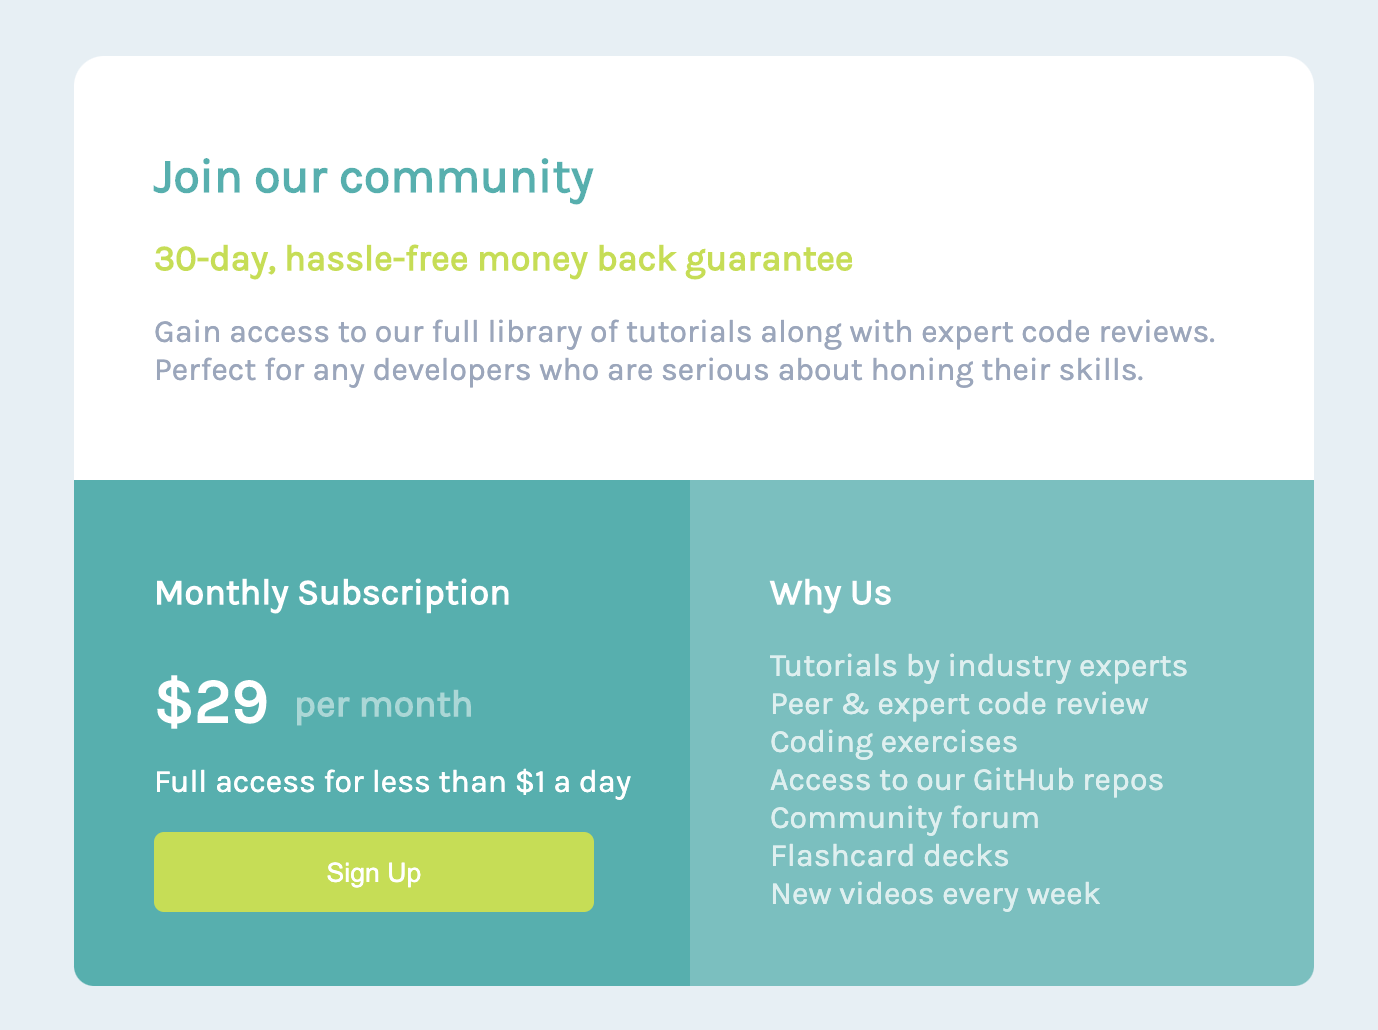 Join our community
30-day, hassle-free money back guarantee
Gain access to our full library of tutorials along with expert code reviews.
Perfect for any developers who are serious about honing their skills.
Monthly Subscription
$29 per month
Full access for less than $1 a day
Sign Up
Why Us
Tutorials by industry experts
Peer & expert code review
Coding exercises
Access to our GitHub repos
Community forum
Flashcard decks
New videos every week